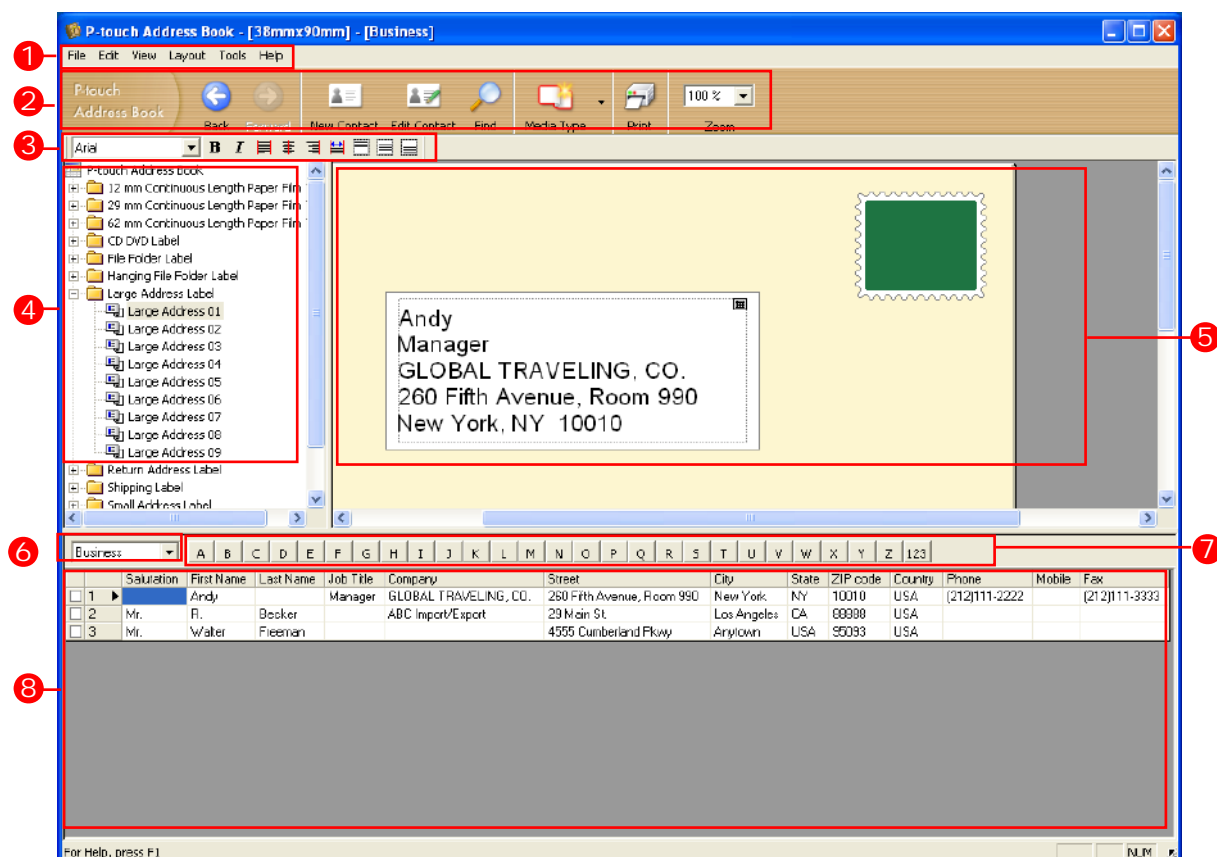 P-touch Address Book - [38mmx90mm] - [Business]
1
File Edit View Layout Tools Help
2
P-touch
Address Book
Back Forward New Contact Edit Contact Find Media Type Print 100 % Zoom
3
Arial B I
P-touch Address Book
12 mm Continuous Length Paper Film
29 mm Continuous Length Paper Film
62 mm Continuous Length Paper Film
CD DVD Label
File Folder Label
Hanging File Folder Label
4
Large Address Label
Large Address 01
Large Address 02
Large Address 03
Large Address 04
Large Address 05
Large Address 06
Large Address 07
Large Address 08
Large Address 09
Return Address Label
Shipping Label
Small Address Label
Andy
Manager
GLOBAL TRAVELING, CO.
260 Fifth Avenue, Room 990
New York, NY 10010
5
6
Business
A B C D E F G H I J K L M N O P Q R S T U V W X Y Z 123
7
Salutation First Name Last Name Job Title Company Street City State ZIP code Country Phone Mobile Fax
1 Andy Manager GLOBAL TRAVELING, CO. 260 Fifth Avenue, Room 990 New York NY 10010 USA (212)111-2222 (212)111-3333
2 Mr. R. Becker ABC Import/Export 29 Main St. Los Angeles CA 88888 USA
3 Mr. Walter Freeman 4555 Cumberland Pkwy Anytown USA 95093 USA
8
For Help, press F1
NUM